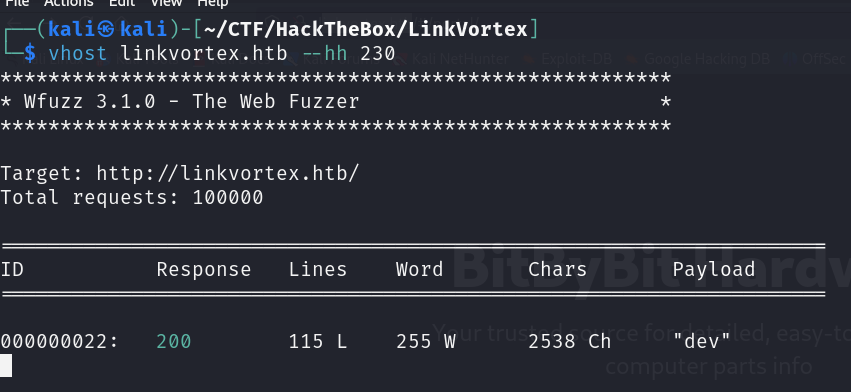 File Actions Edit View Help
(kali㉿kali)-[~/CTF/HackTheBox/LinkVortex]
$ vhost linkvortex.htb --hh 230
Kali NetHunter Exploit-DB Google Hacking DB OffSec
********************************************************
* Wfuzz 3.1.0 - The Web Fuzzer *
********************************************************
Target: http://linkvortex.htb/
Total requests: 100000
=====================================================================
ID Response Lines Word Chars Payload
=====================================================================
BitByBit Hardw
000000022: 200 115 L 255 W 2538 Ch "dev"
Your trusted source for detailed, easy-to
computer parts info